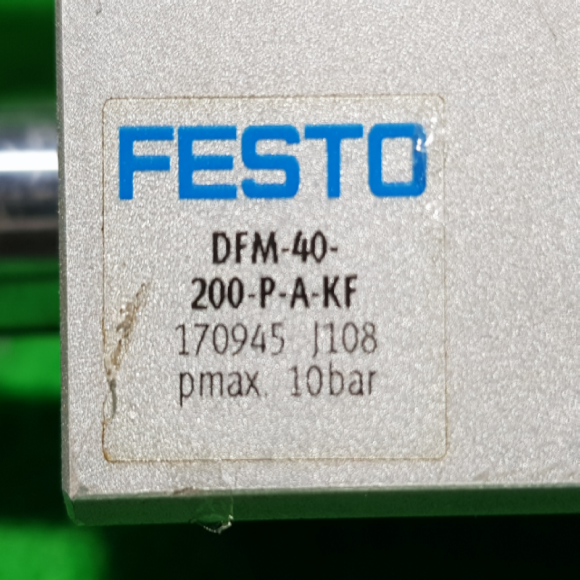 FESTO
DFM-40-
200-P-A-KF
170945 J108
pmax. 10bar